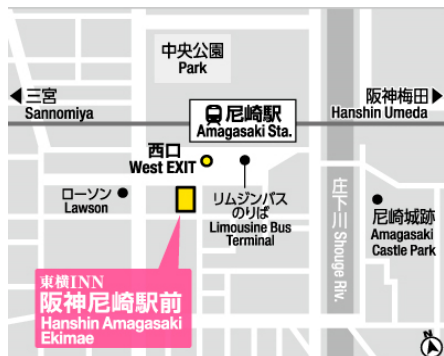 中央公園
Park
三宮
Sannomiya
尼崎駅
Amagasaki Sta.
阪神梅田
Hanshin Umeda
西口
West EXIT
ローソン
Lawson
リムジンバス
のりば
Limousine Bus
Terminal
庄下川 Shouge Riv.
尼崎城跡
Amagasaki
Castle Park
東横INN
阪神尼崎駅前
Hanshin Amagasaki
Ekimae
N